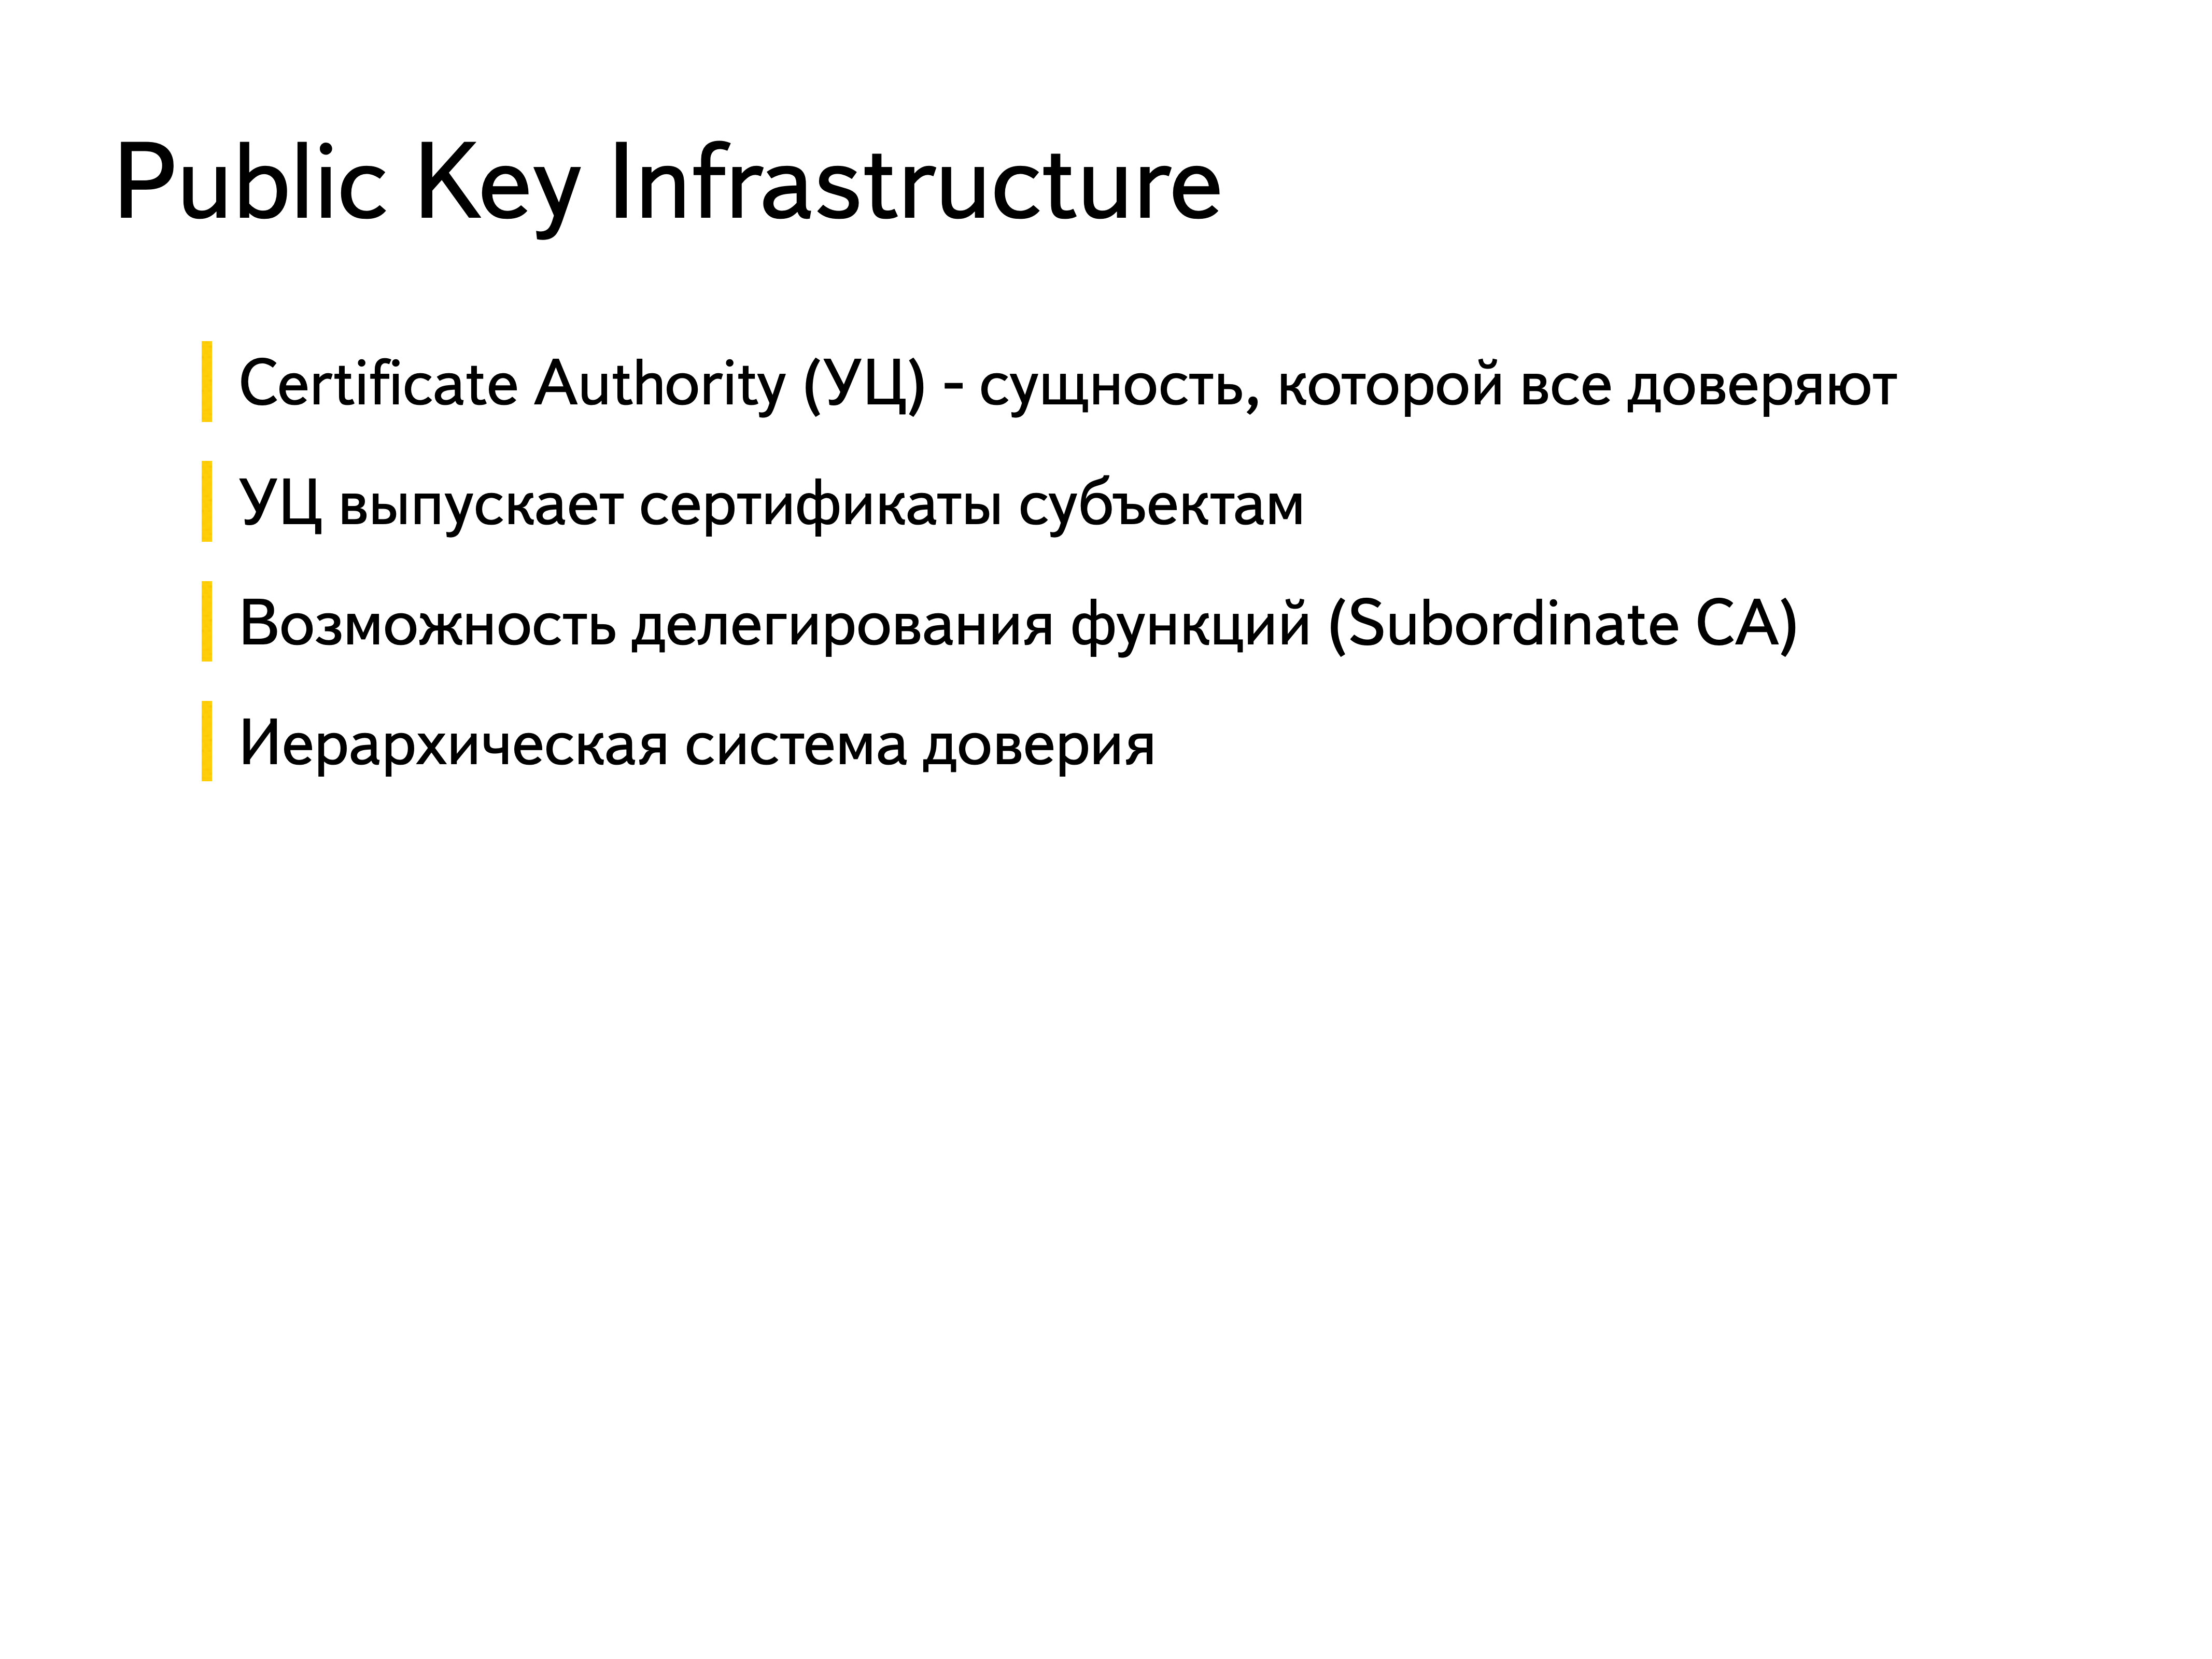 Public Key Infrastructure
Certificate Authority (УЦ) - сущность, которой все доверяют
УЦ выпускает сертификаты субъектам
Возможность делегирования функций (Subordinate CA)
Иерархическая система доверия